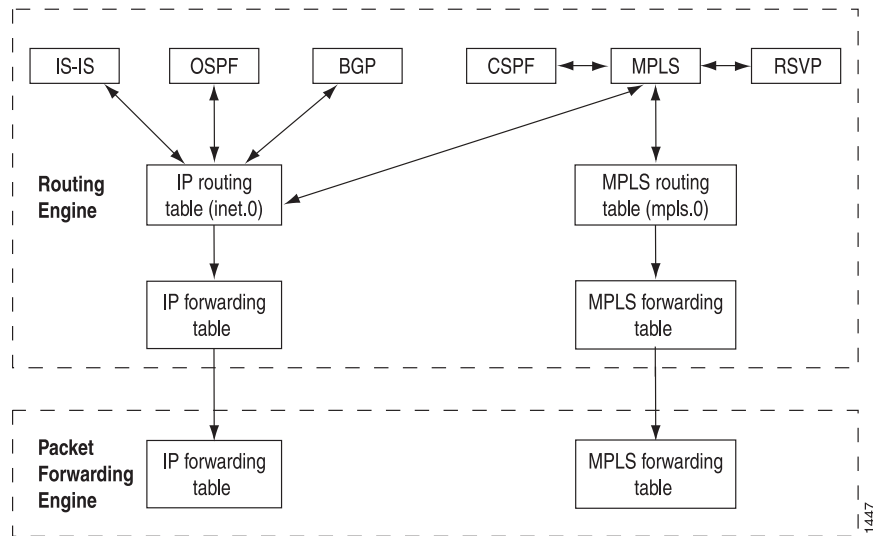 IS-IS
OSPF
BGP
CSPF
MPLS
RSVP
Routing
Engine
IP routing
table (inet.0)
MPLS routing
table (mpls.0)
IP forwarding
table
MPLS forwarding
table
Packet
Forwarding
Engine
IP forwarding
table
MPLS forwarding
table
1447